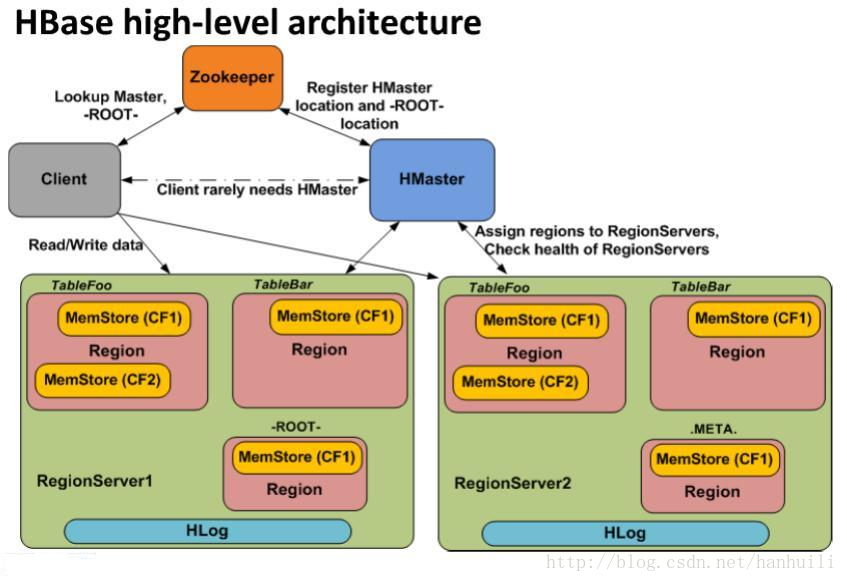 HBase high-level architecture
Zookeeper
Lookup Master,
-ROOT-
Register HMaster
location and -ROOT-
location
Client
HMaster
Client rarely needs HMaster
Read/Write data
Assign regions to RegionServers,
Check health of RegionServers
TableFoo
TableBar
MemStore (CF1)
MemStore (CF1)
Region
Region
MemStore (CF2)
-ROOT-
MemStore (CF1)
Region
RegionServer1
HLog
TableFoo
TableBar
MemStore (CF1)
MemStore (CF1)
Region
Region
MemStore (CF2)
.META.
MemStore (CF1)
Region
RegionServer2
HLog
http://blog.csdn.net/hanhuili